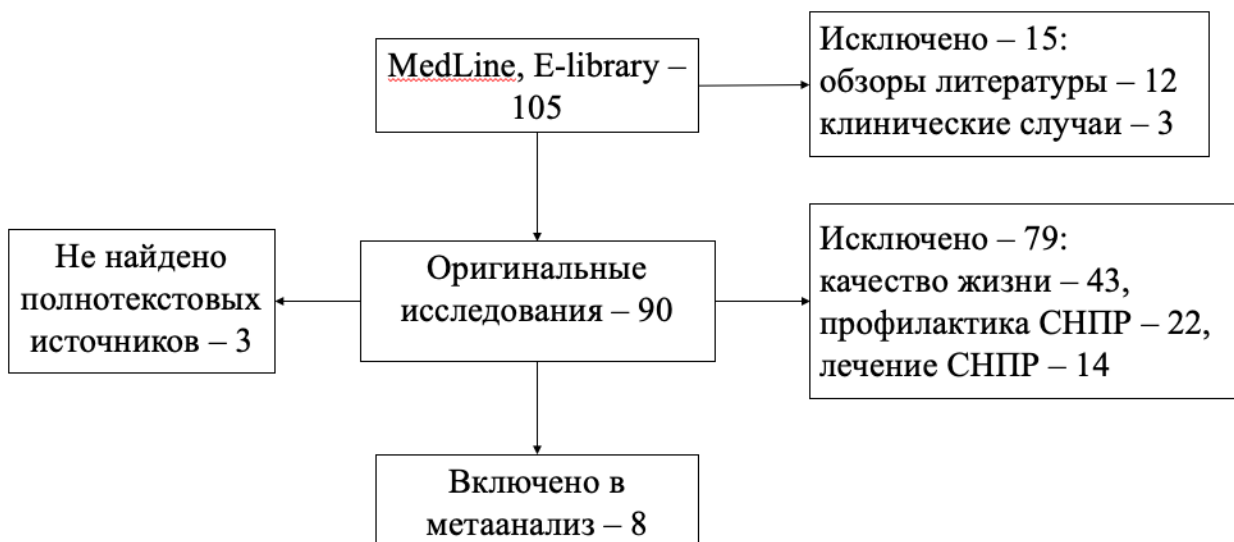 MedLine, E-library –
105
Исключено – 15:
обзоры литературы – 12
клинические случаи – 3
Не найдено
полнотекстовых
источников – 3
Оригинальные
исследования – 90
Исключено – 79:
качество жизни – 43,
профилактика СНПР – 22,
лечение СНПР – 14
Включено в
метаанализ – 8